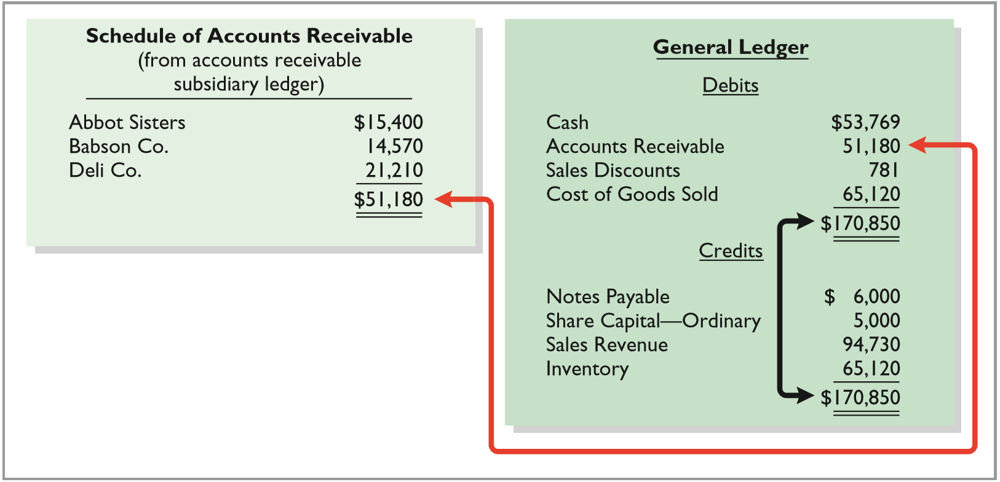 Schedule of Accounts Receivable
(from accounts receivable
subsidiary ledger)
Abbot Sisters $15,400
Babson Co. 14,570
Deli Co. 21,210
$51,180
General Ledger
Debits
Cash $53,769
Accounts Receivable 51,180
Sales Discounts 781
Cost of Goods Sold 65,120
$170,850
Credits
Notes Payable $ 6,000
Share Capital—Ordinary 5,000
Sales Revenue 94,730
Inventory 65,120
$170,850